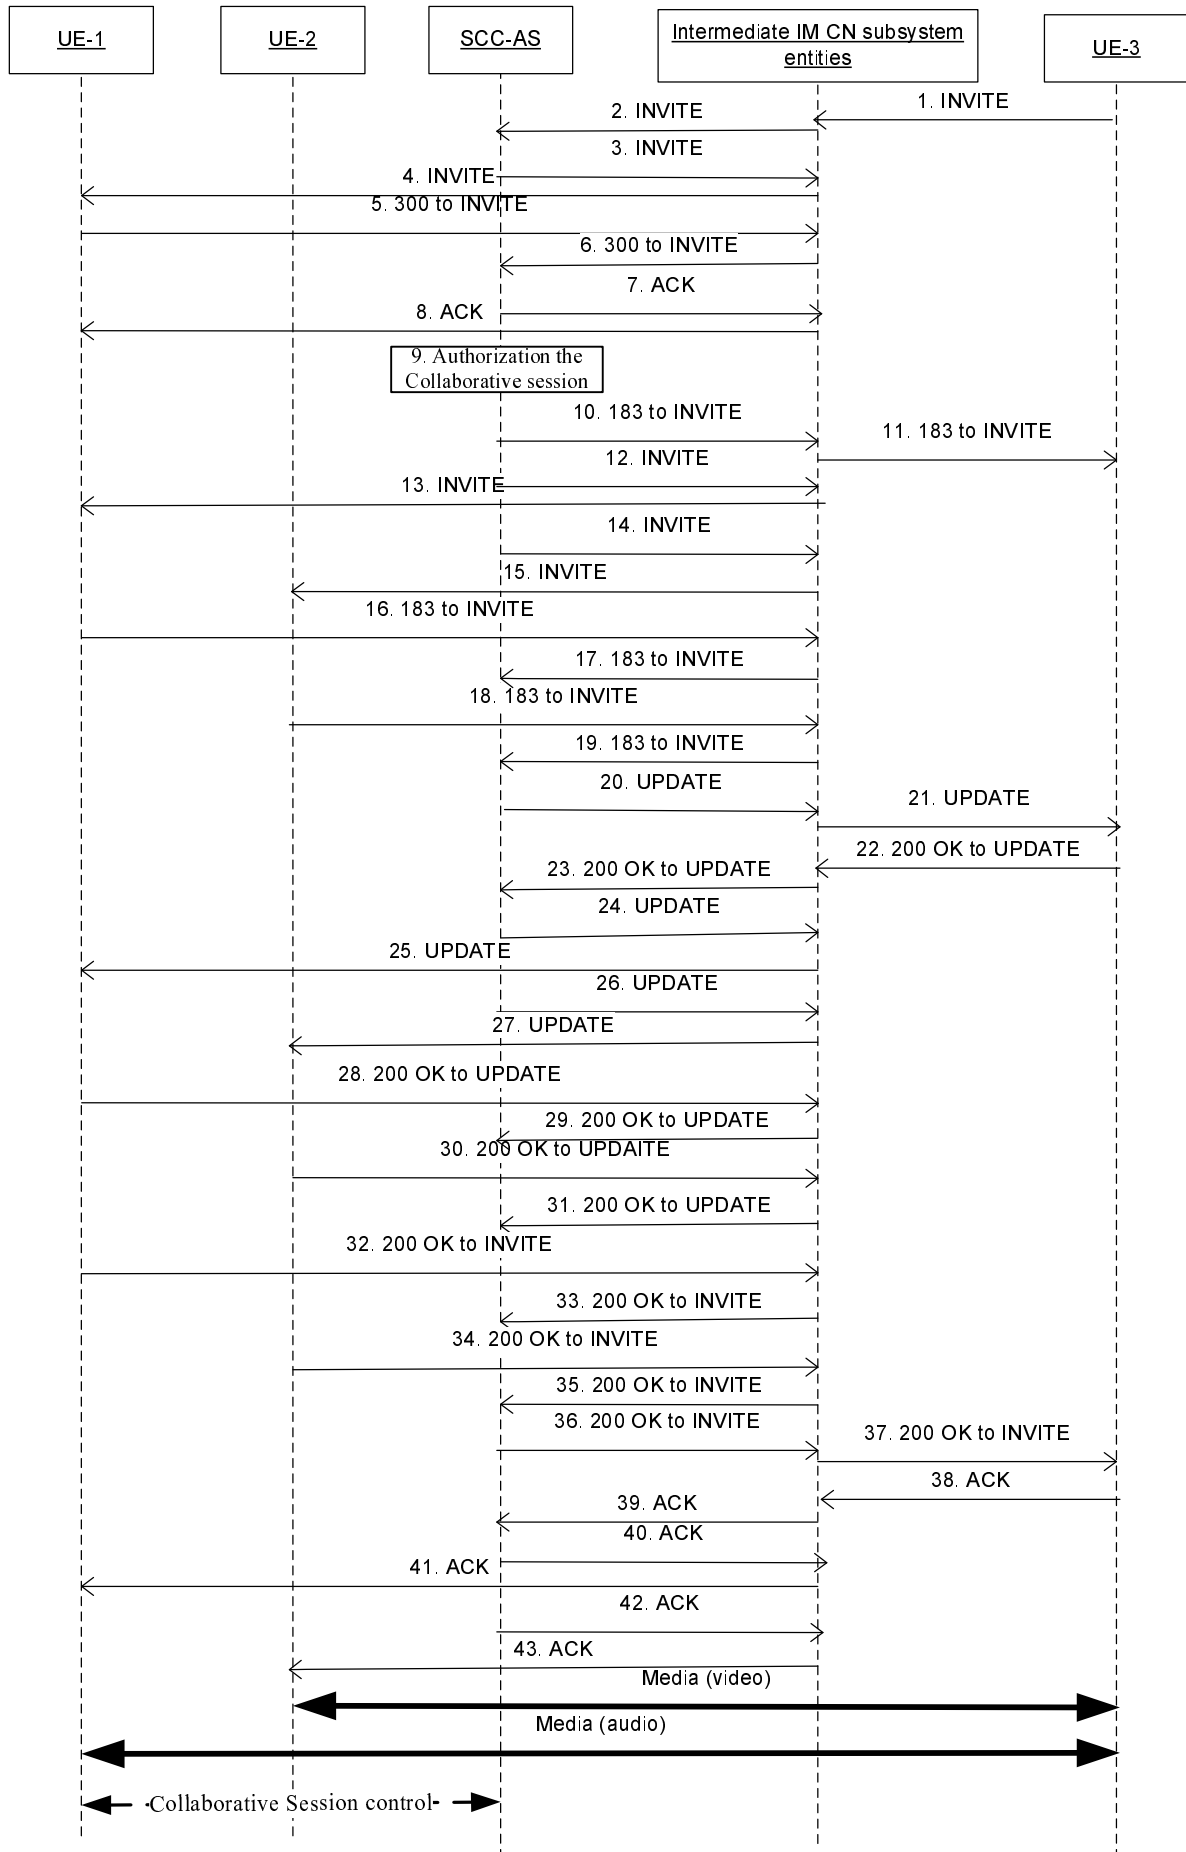 UE-1
UE-2
SCC-AS
Intermediate IM CN subsystem
entities
UE-3
1. INVITE
2. INVITE
3. INVITE
4. INVITE
5. 300 to INVITE
6. 300 to INVITE
7. ACK
8. ACK
9. Authorization the
Collaborative session
10. 183 to INVITE
11. 183 to INVITE
12. INVITE
13. INVITE
14. INVITE
15. INVITE
16. 183 to INVITE
17. 183 to INVITE
18. 183 to INVITE
19. 183 to INVITE
20. UPDATE
21. UPDATE
22. 200 OK to UPDATE
23. 200 OK to UPDATE
24. UPDATE
25. UPDATE
26. UPDATE
27. UPDATE
28. 200 OK to UPDATE
29. 200 OK to UPDATE
30. 200 OK to UPDAITE
31. 200 OK to UPDATE
32. 200 OK to INVITE
33. 200 OK to INVITE
34. 200 OK to INVITE
35. 200 OK to INVITE
36. 200 OK to INVITE
37. 200 OK to INVITE
38. ACK
39. ACK
40. ACK
41. ACK
42. ACK
43. ACK
Media (video)
Media (audio)
Collaborative Session control